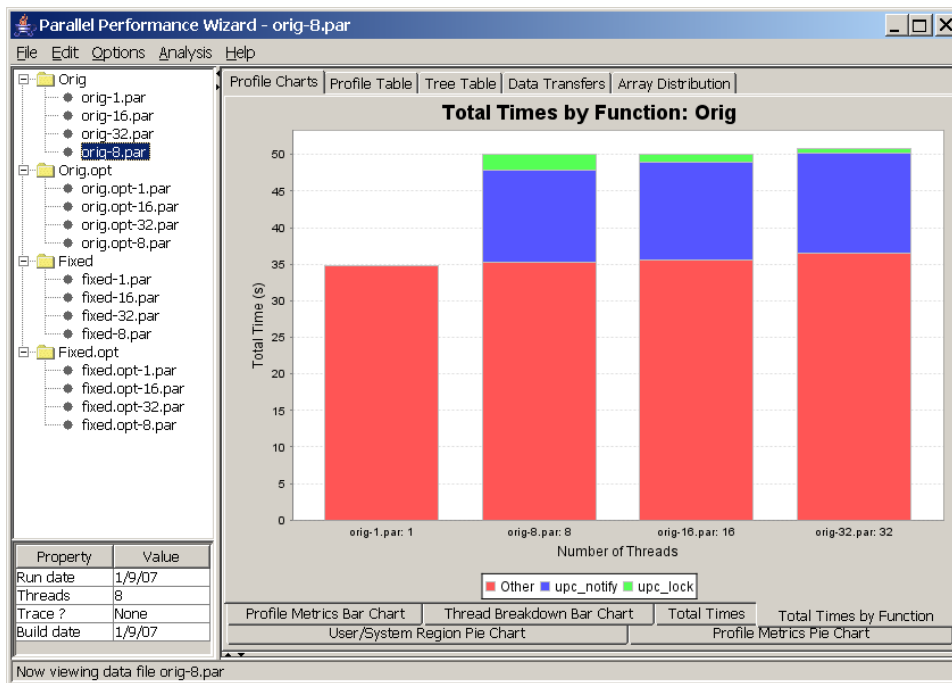 Parallel Performance Wizard - orig-8.par
File Edit Options Analysis Help
Orig
orig-1.par
orig-16.par
orig-32.par
orig-8.par
Orig.opt
orig.opt-1.par
orig.opt-16.par
orig.opt-32.par
orig.opt-8.par
Fixed
fixed-1.par
fixed-16.par
fixed-32.par
fixed-8.par
Fixed.opt
fixed.opt-1.par
fixed.opt-16.par
fixed.opt-32.par
fixed.opt-8.par
Property Value
Run date 1/9/07
Threads 8
Trace ? None
Build date 1/9/07
Profile Charts Profile Table Tree Table Data Transfers Array Distribution
Total Times by Function: Orig
Total Time (s)
50
45
40
35
30
25
20
15
10
5
0
orig-1.par: 1 orig-8.par: 8 orig-16.par: 16 orig-32.par: 32
Number of Threads
Other upc_notify upc_lock
Profile Metrics Bar Chart Thread Breakdown Bar Chart Total Times Total Times by Function
User/System Region Pie Chart Profile Metrics Pie Chart
Now viewing data file orig-8.par